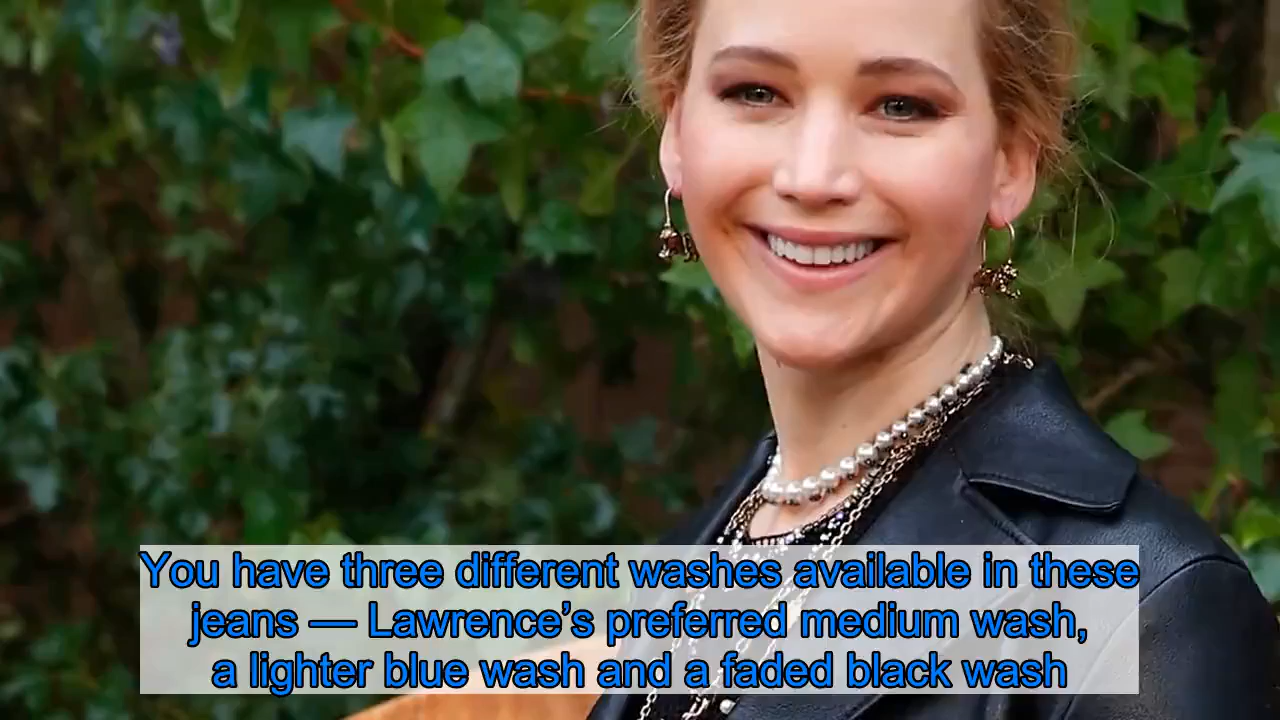 You have three different washes available in these
jeans — Lawrence’s preferred medium wash,
a lighter blue wash and a faded black wash